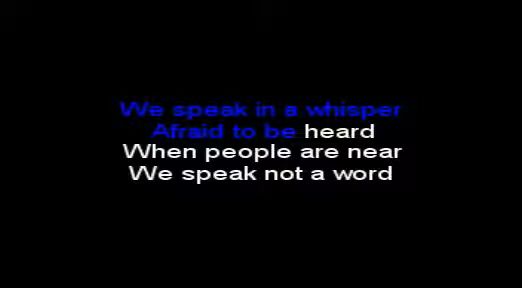 We speak in a whisper
Afraid to be heard
When people are near
We speak not a word